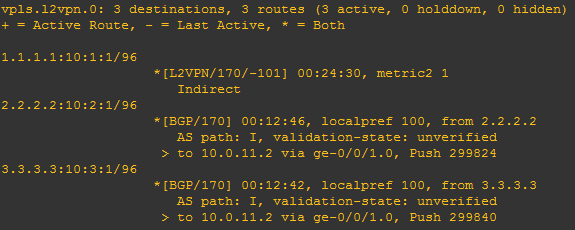 vpls.l2vpn.0: 3 destinations, 3 routes (3 active, 0 holddown, 0 hidden)
+ = Active Route, - = Last Active, * = Both
1.1.1.1:10:1:1/96
*[L2VPN/170/-101] 00:24:30, metric2 1
Indirect
2.2.2.2:10:2:1/96
*[BGP/170] 00:12:46, localpref 100, from 2.2.2.2
AS path: I, validation-state: unverified
> to 10.0.11.2 via ge-0/0/1.0, Push 299824
3.3.3.3:10:3:1/96
*[BGP/170] 00:12:42, localpref 100, from 3.3.3.3
AS path: I, validation-state: unverified
> to 10.0.11.2 via ge-0/0/1.0, Push 299840